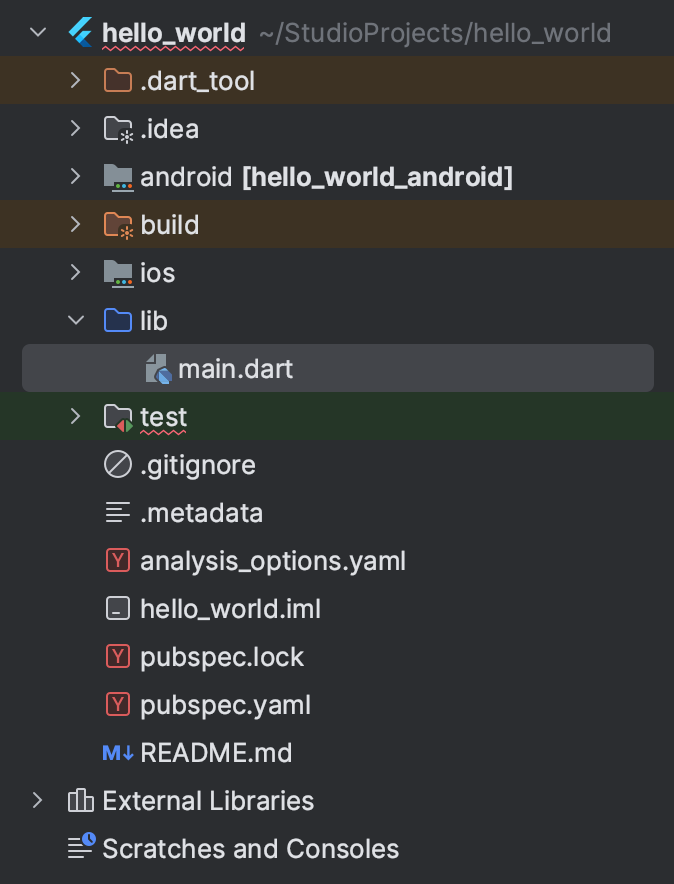 hello_world ~/StudioProjects/hello_world
.dart_tool
.idea
android [hello_world_android]
build
ios
lib
main.dart
test
.gitignore
.metadata
analysis_options.yaml
hello_world.iml
pubspec.lock
pubspec.yaml
README.md
External Libraries
Scratches and Consoles